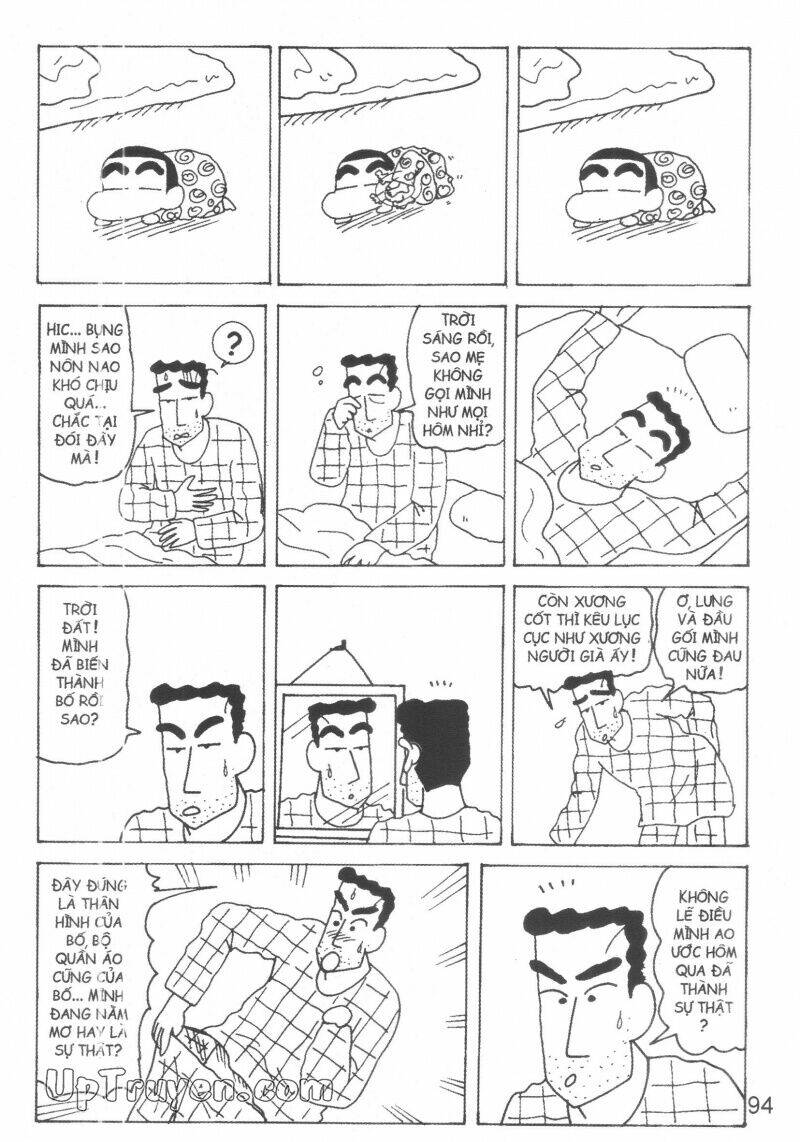 TRỜI
SÁNG RỒI,
SAO MẸ
KHÔNG
GỌI MÌNH
NHƯ MỌI
HÔM NHỈ?
?
HIC... BỤNG
MÌNH SAO
NÔN NAO
KHÓ CHỊU
QUÁ...
CHẮC TẠI
ĐÓI ĐÂY
MÀ!
Ơ, LƯNG
VÀ ĐẦU
GỐI MÌNH
CŨNG ĐAU
NỮA!
CÒN XƯƠNG
CỐT THÌ KÊU LỤC
CỤC NHƯ XƯƠNG
NGƯỜI GIÀ ẤY!
TRỜI
ĐẤT!
MÌNH
ĐÃ BIẾN
THÀNH
BỐ RỒI
SAO?
KHÔNG
LẼ ĐIỀU
MÌNH AO
ƯỚC HÔM
QUA ĐÃ
THÀNH
SỰ THẬT
?
ĐÂY ĐÚNG
LÀ THÂN
HÌNH CỦA
BỐ, BỘ
QUẦN ÁO
CŨNG CỦA
BỐ... MÌNH
ĐANG NẰM
MƠ HAY LÀ
SỰ THẬT?
UpTruyen.com
94